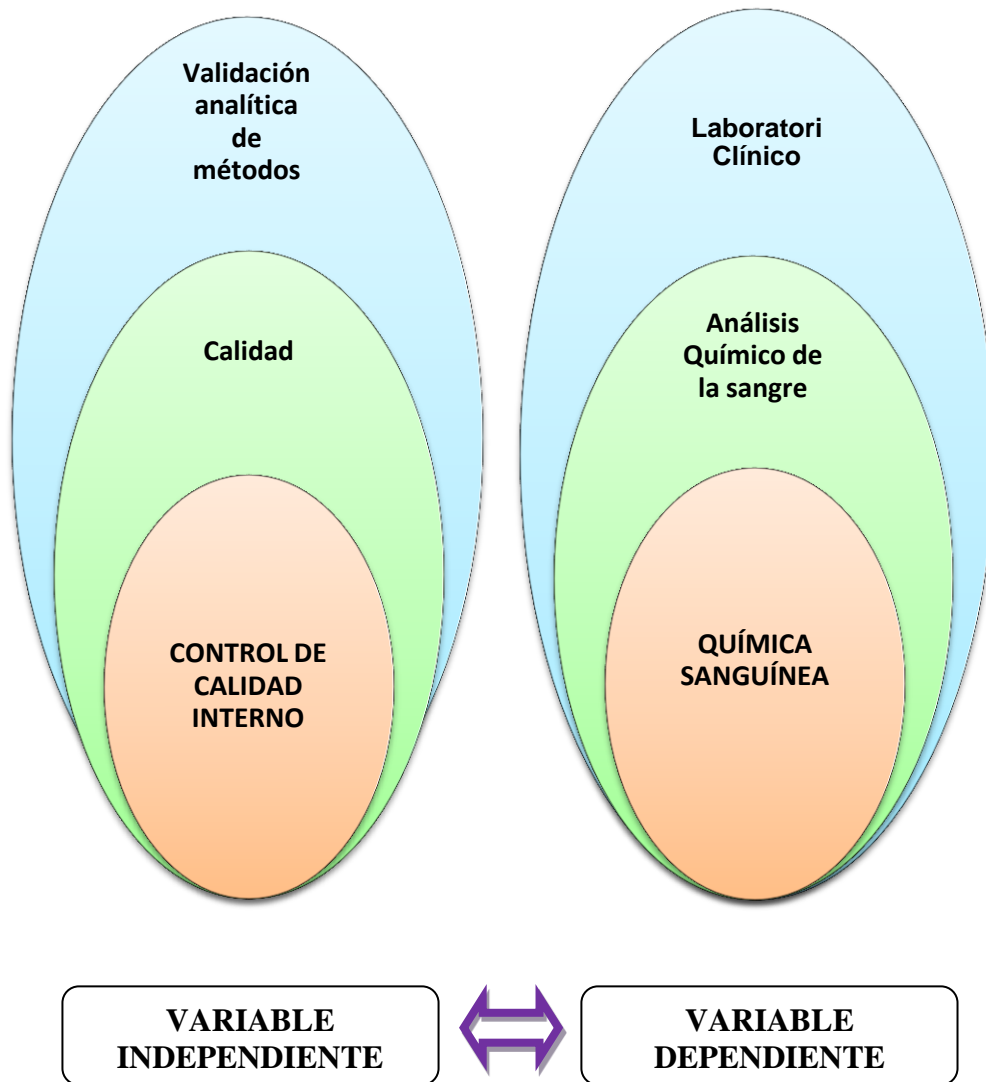 Validación
analítica
de
métodos
Calidad
CONTROL DE
CALIDAD
INTERNO
Laboratori
Clínico
Análisis
Químico de
la sangre
QUÍMICA
SANGUÍNEA
VARIABLE
INDEPENDIENTE
VARIABLE
DEPENDIENTE